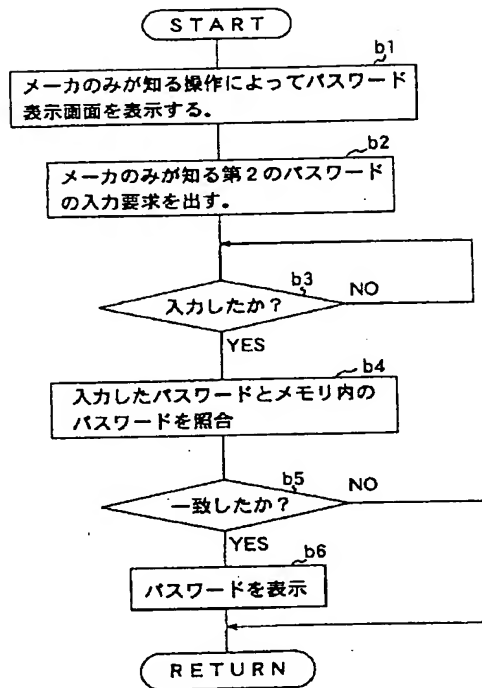 START
b1
メーカのみが知る操作によってパスワード
表示画面を表示する。
b2
メーカのみが知る第2のパスワード
の入力要求を出す。
b3
入力したか? NO
YES
b4
入力したパスワードとメモリ内の
パスワードを照合
b5
一致したか? NO
YES
b6
パスワードを表示
RETURN